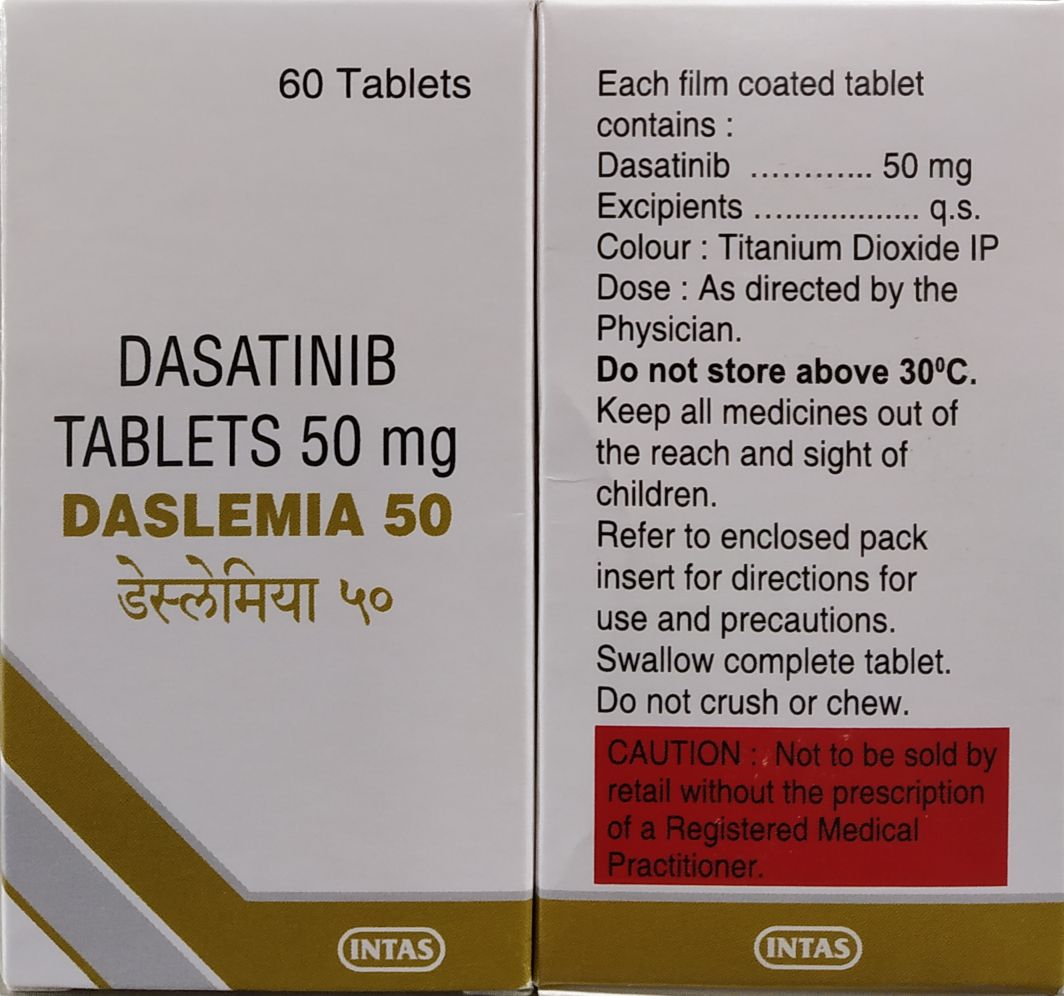 60 Tablets
DASATINIB
TABLETS 50 mg
DASLEMIA 50
डेस्लेमिया ५०
INTAS
Each film coated tablet
contains :
Dasatinib ............ 50 mg
Excipients ................... q.s.
Colour : Titanium Dioxide IP
Dose : As directed by the
Physician.
Do not store above 30⁰C.
Keep all medicines out of
the reach and sight of
children.
Refer to enclosed pack
insert for directions for
use and precautions.
Swallow complete tablet.
Do not crush or chew.
CAUTION : Not to be sold by
retail without the prescription
of a Registered Medical
Practitioner.
INTAS